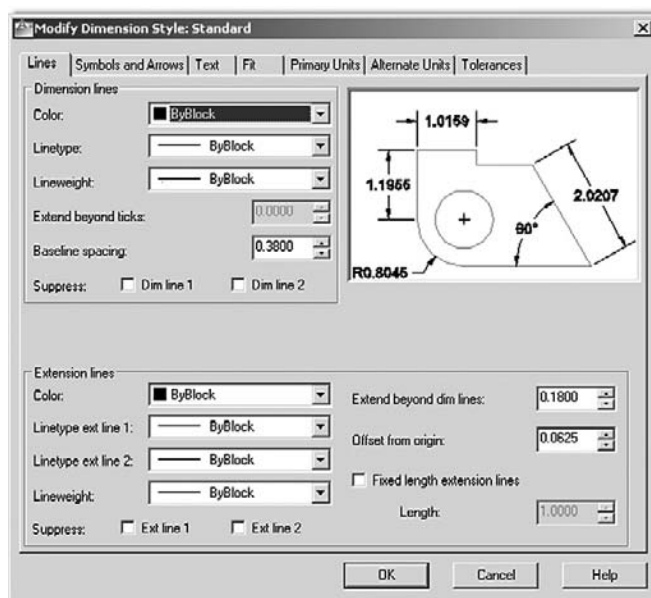 Modify Dimension Style: Standard
Lines Symbols and Arrows Text Fit Primary Units Alternate Units Tolerances
Dimension lines
Color: ByBlock
Linetype: ByBlock
Lineweight: ByBlock
Extend beyond ticks: 0.0000
Baseline spacing: 0.3800
Suppress: Dim line 1 Dim line 2
1.0159
1.1955
2.0207
60°
R0.8045
Extension lines
Color: ByBlock
Linetype ext line 1: ByBlock
Linetype ext line 2: ByBlock
Lineweight: ByBlock
Suppress: Ext line 1 Ext line 2
Extend beyond dim lines: 0.1800
Offset from origin: 0.0625
Fixed length extension lines
Length: 1.0000
OK Cancel Help